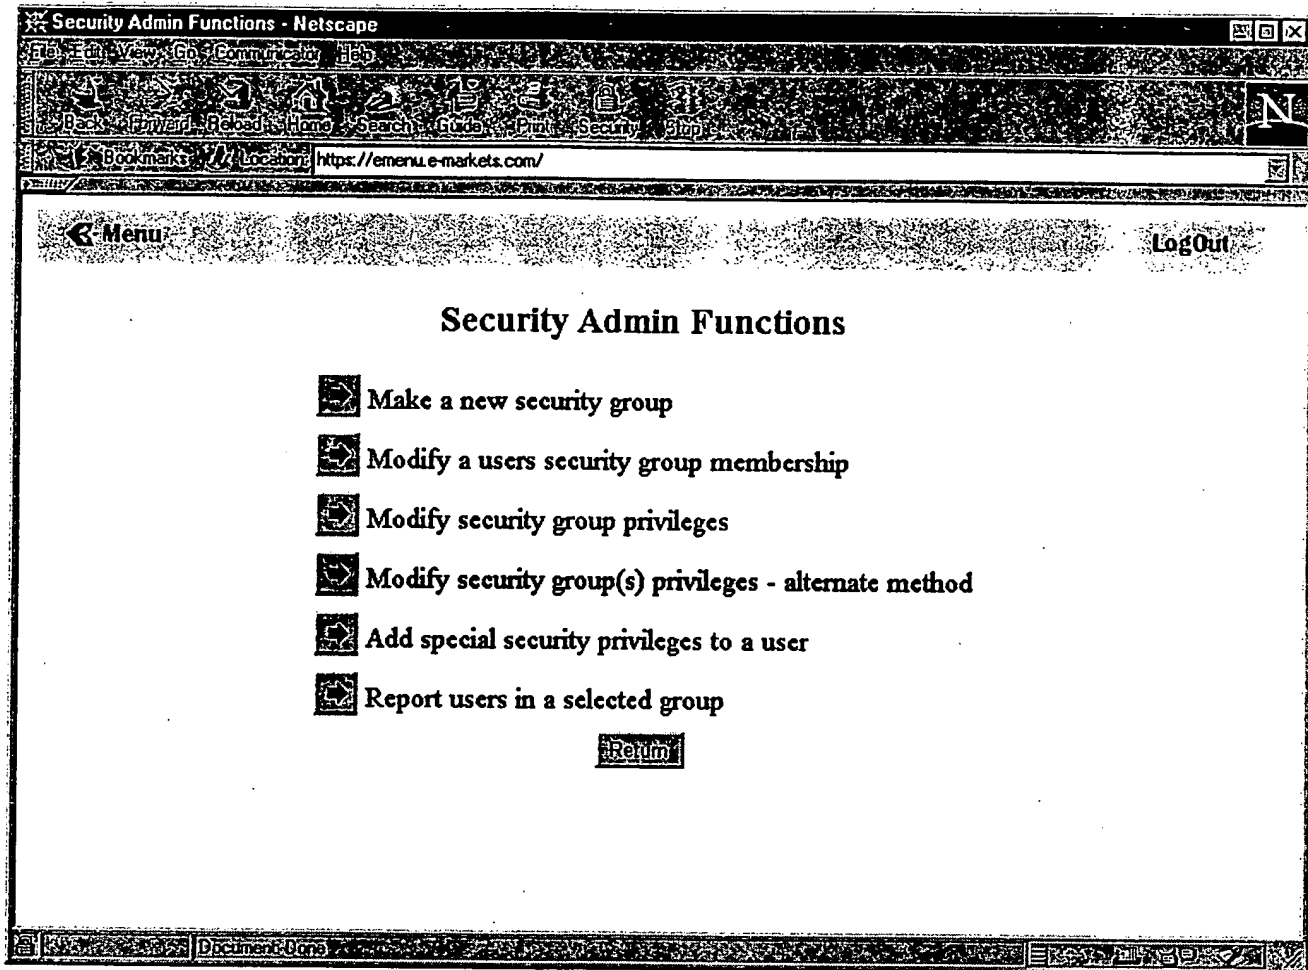 Security Admin Functions - Netscape
File Edit View Go Communicator Help
Back Forward Reload Home Search Guide Print Security Stop
N
Bookmarks Location: https://emenu.e-markets.com/
Menu LogOut
Security Admin Functions
Make a new security group
Modify a users security group membership
Modify security group privileges
Modify security group(s) privileges - alternate method
Add special security privileges to a user
Report users in a selected group
Return
Document: Done